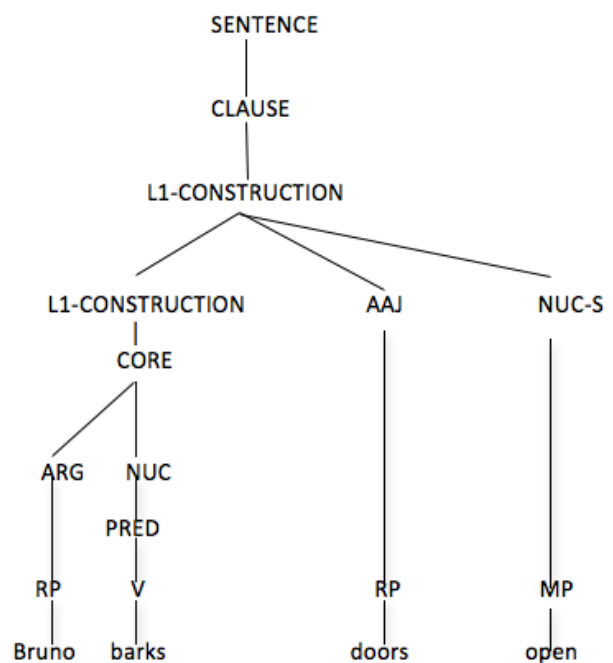 SENTENCE
CLAUSE
L1-CONSTRUCTION
L1-CONSTRUCTION AAJ NUC-S
CORE
ARG NUC
PRED
RP V RP MP
Bruno barks doors open